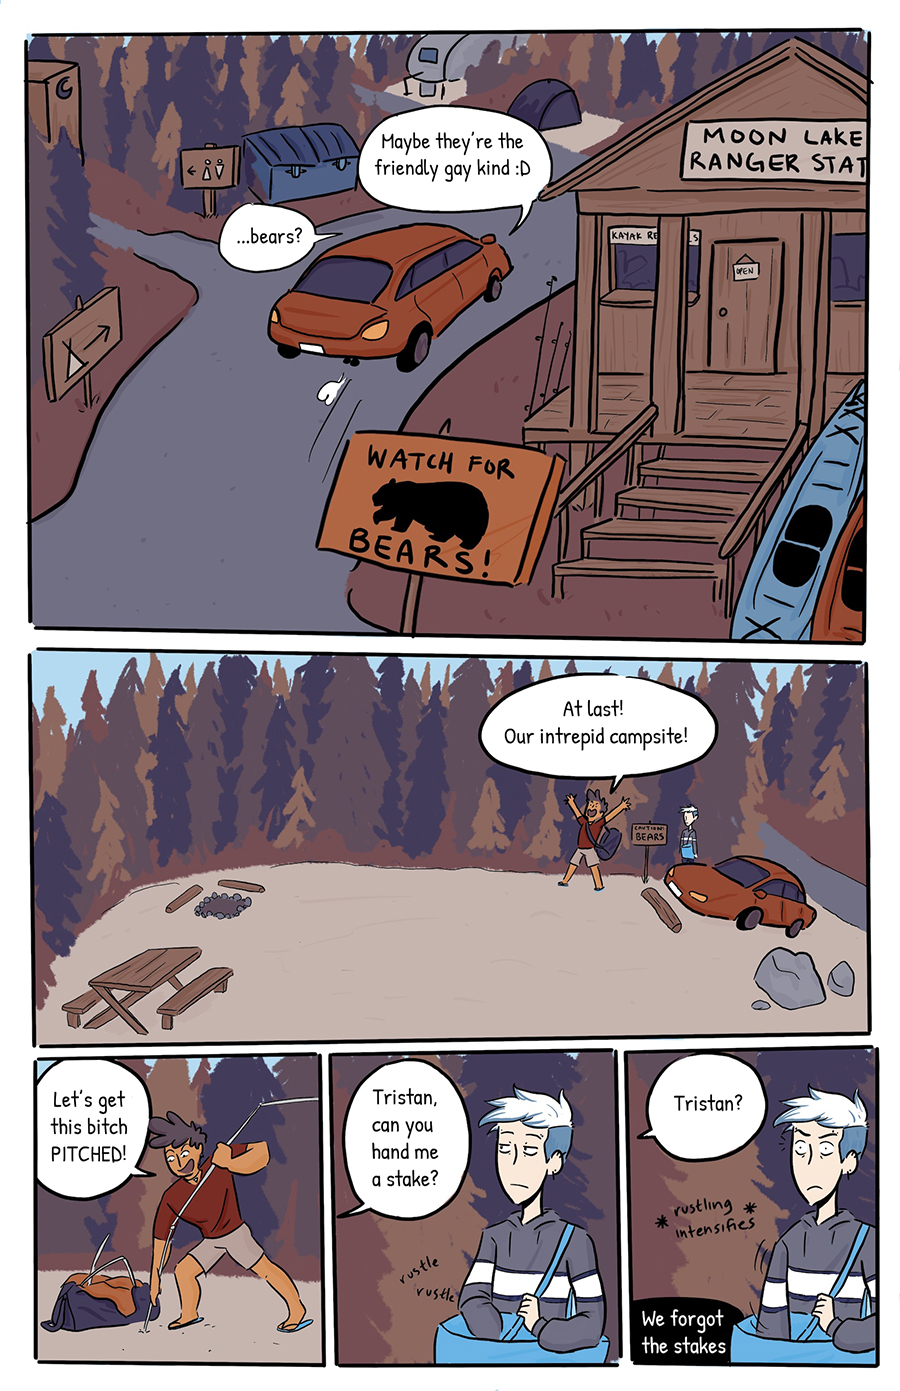 Maybe they're the
friendly gay kind :D
...bears?
MOON LAKE
RANGER STAT
KAYAK RE LS
OPEN
WATCH FOR
BEARS!
At last!
Our intrepid campsite!
CAUTION
BEARS
Let's get
this bitch
PITCHED!
Tristan,
can you
hand me
a stake?
rustle
rustle
Tristan?
* rustling *
intensifies
We forgot
the stakes